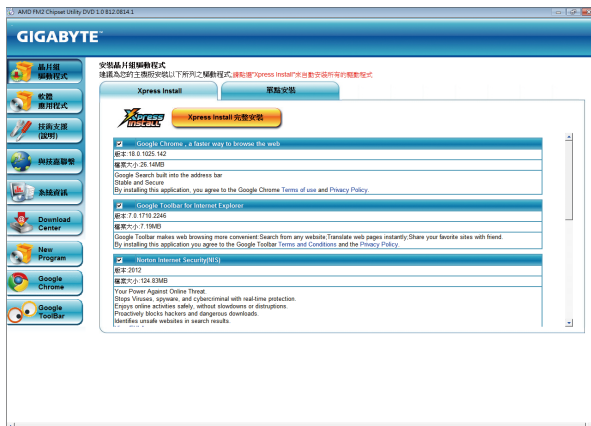 AMD FM2 Chipset Utility DVD 1.0 B12.0814.1
GIGABYTE™
晶片組
驅動程式
軟體
應用程式
技術支援
(說明)
與技嘉聯繫
系統資訊
Download
Center
New
Program
Google
Chrome
Google
ToolBar
安裝晶片組驅動程式
建議為您的主機版安裝以下所列之驅動程式,請點選"Xpress Install"來自動安裝所有的驅動程式
Xpress Install
單點安裝
Xpress
INSTALL
Xpress Install 完整安裝
Google Chrome , a faster way to browse the web
版本:18.0.1025.142
檔案大小:26.14MB
Google Search built into the address bar
Stable and Secure
By installing this application, you agree to the Google Chrome Terms of use and Privacy Policy.
Google Toolbar for Internet Explorer
版本:7.0.1710.2246
檔案大小:7.19MB
Google Toolbar makes web browsing more convenient:Search from any website;Translate web pages instantly;Share your favorite sites with friend.
By installing this application you agree to the Google Toolbar Terms and Conditions and the Privacy Policy
Norton Internet Security(NIS)
版本:2012
檔案大小:124.83MB
Your Power Against Online Threat.
Stops Viruses, spyware, and cybercriminal with real-time protection.
Enjoys online activities safely, without slowdowns or distruptions.
Proactively blocks hackers and dangerous downloads.
Identifies unsafe websites in search results.